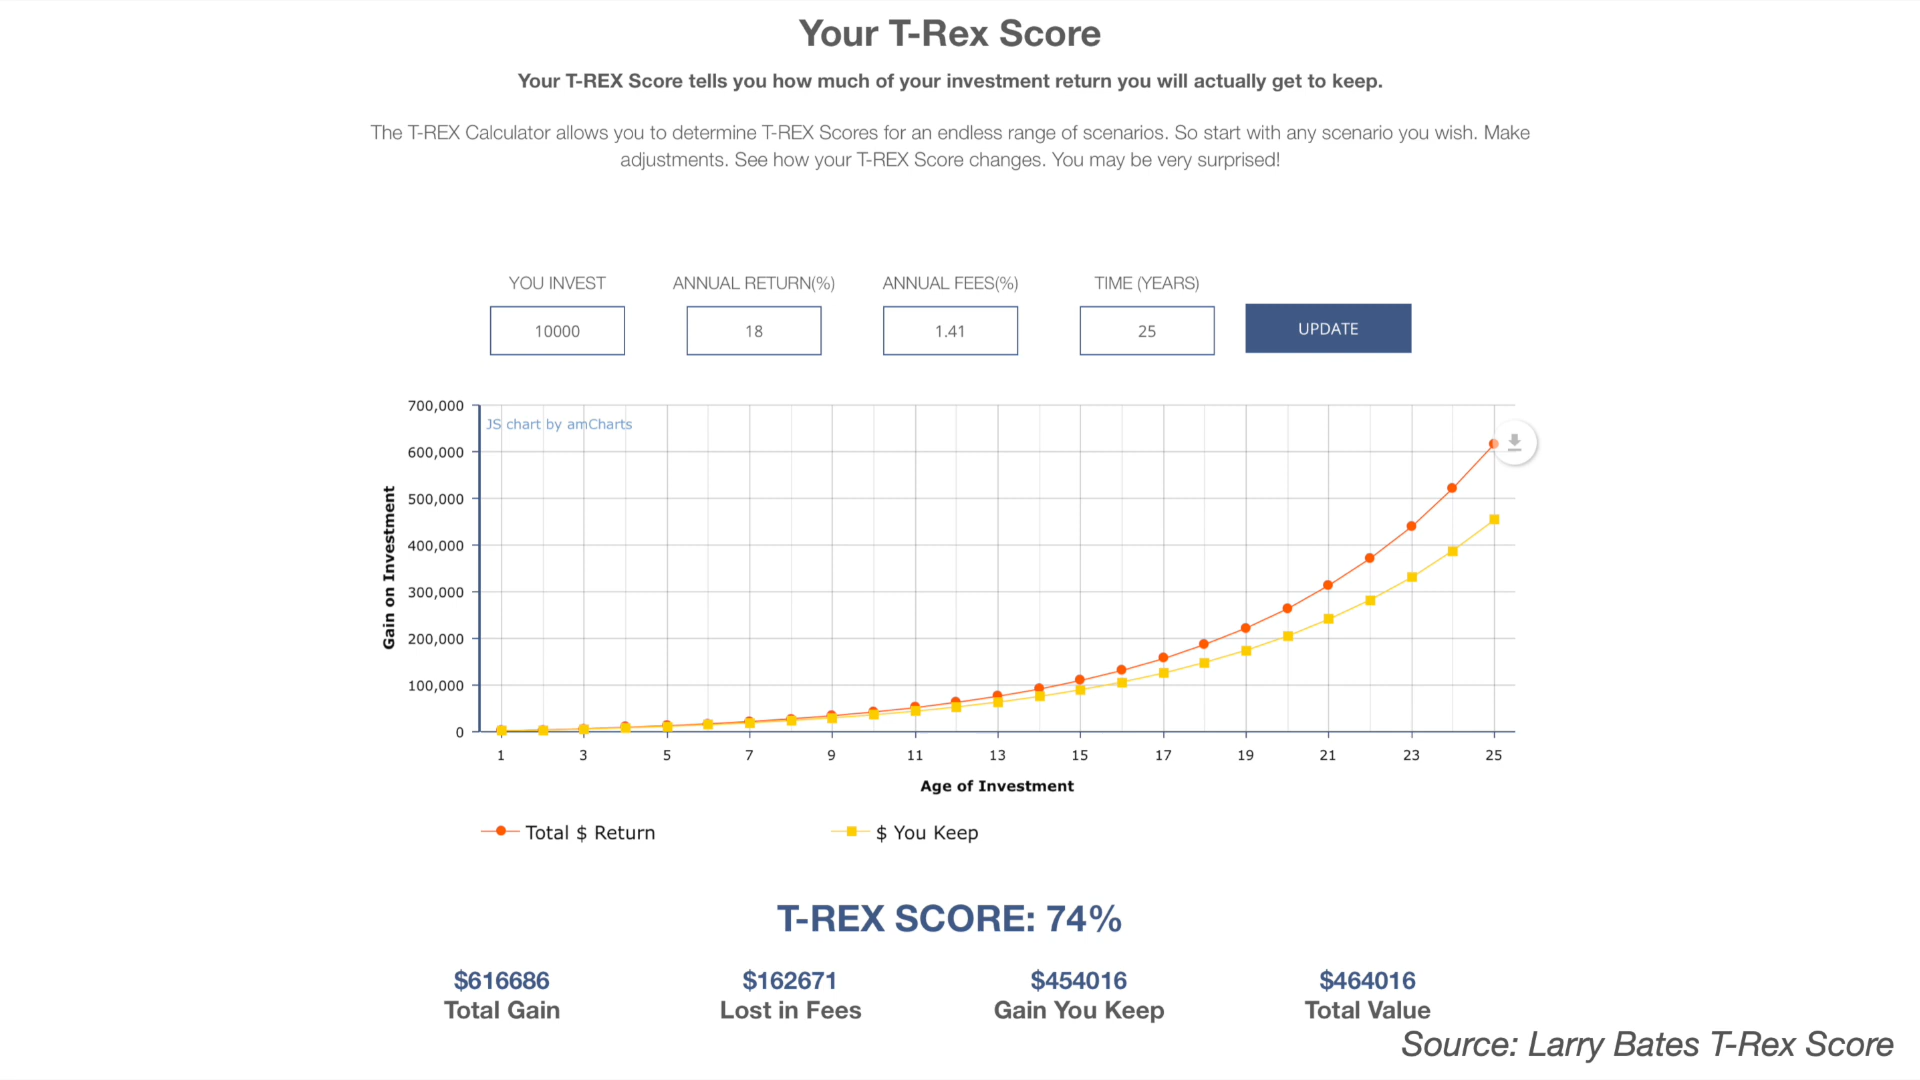 Your T-Rex Score
Your T-REX Score tells you how much of your investment return you will actually get to keep.
The T-REX Calculator allows you to determine T-REX Scores for an endless range of scenarios. So start with any scenario you wish. Make
adjustments. See how your T-REX Score changes. You may be very surprised!
YOU INVEST ANNUAL RETURN(%) ANNUAL FEES(%) TIME (YEARS)
10000 18 1.41 25 UPDATE
JS chart by amCharts
700,000
600,000
500,000
400,000
300,000
200,000
100,000
0
Gain on Investment
1 3 5 7 9 11 13 15 17 19 21 23 25
Age of Investment
Total $ Return $ You Keep
T-REX SCORE: 74%
$616686 $162671 $454016 $464016
Total Gain Lost in Fees Gain You Keep Total Value
Source: Larry Bates T-Rex Score